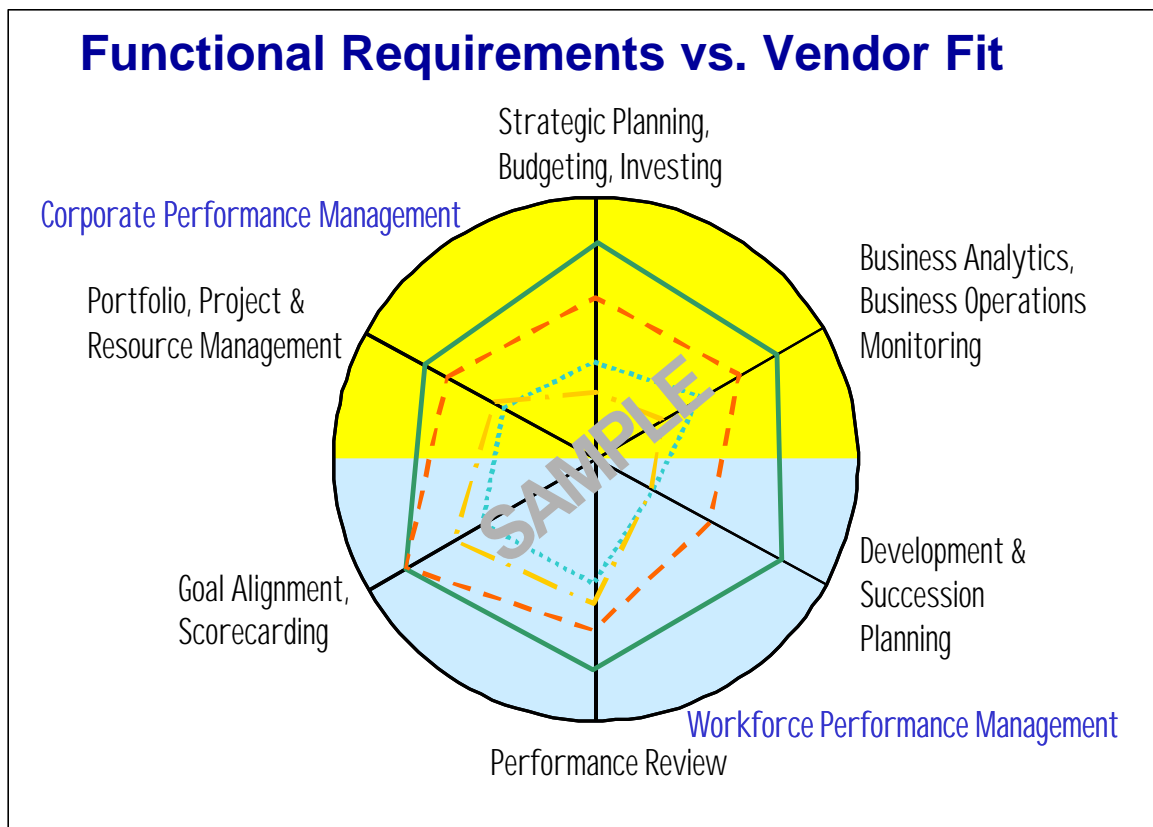 Functional Requirements vs. Vendor Fit
Strategic Planning,
Budgeting, Investing
Corporate Performance Management
Business Analytics,
Business Operations
Monitoring
Portfolio, Project &
Resource Management
SAMPLE
Goal Alignment,
Scorecarding
Development &
Succession
Planning
Workforce Performance Management
Performance Review